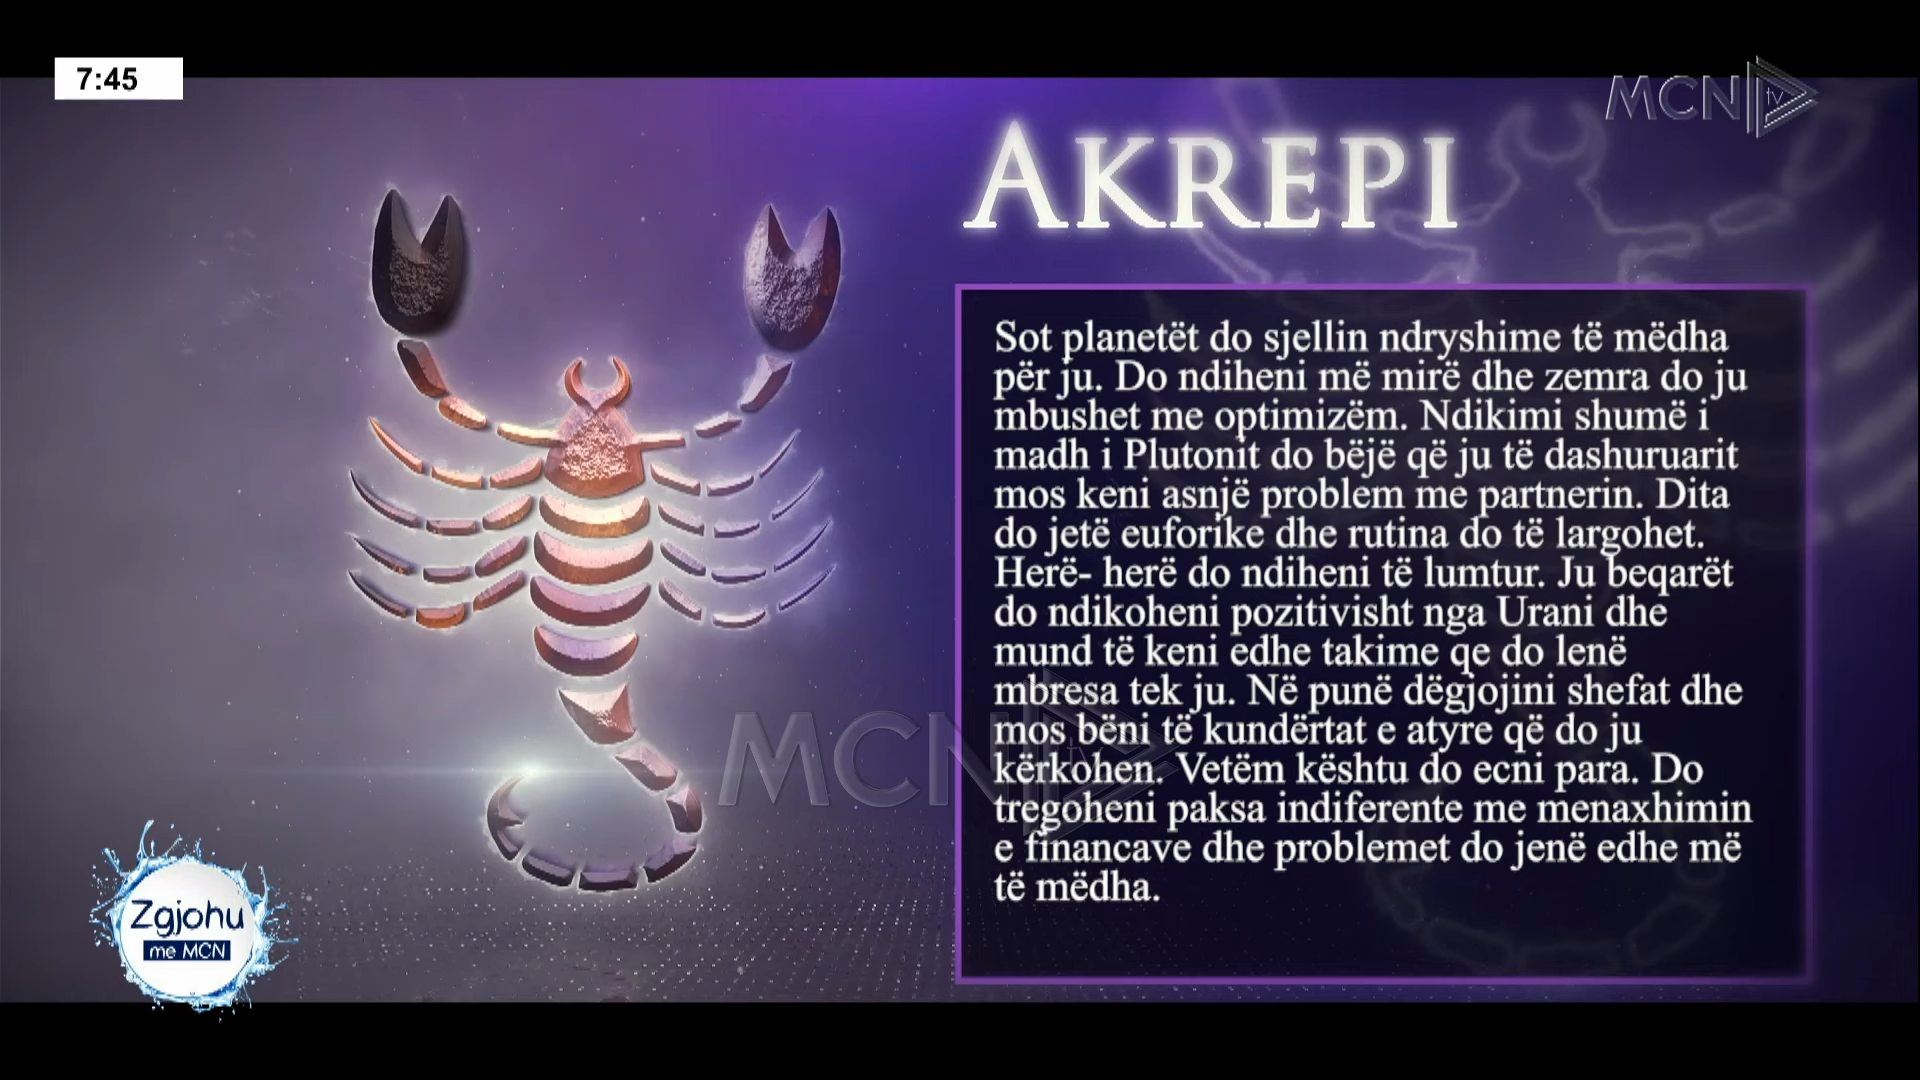 7:45
MCN tv
AKREPI
Sot planetët do sjellin ndryshime të mëdha
për ju. Do ndiheni më mirë dhe zemra do ju
mbushet me optimizëm. Ndikimi shumë i
madh i Plutonit do bëjë që ju të dashuruarit
mos keni asnjë problem me partnerin. Dita
do jetë euforike dhe rutina do të largohet.
Herë- herë do ndiheni të lumtur. Ju beqarët
do ndikoheni pozitivisht nga Urani dhe
mund të keni edhe takime qe do lenë
mbresa tek ju. Në punë dëgjojini shefat dhe
mos bëni të kundërtat e atyre që do ju
kërkohen. Vetëm kështu do ecni para. Do
tregoheni paksa indiferente me menaxhimin
e financave dhe problemet do jenë edhe më
të mëdha.
MCN tv
Zgjohu
me MCN